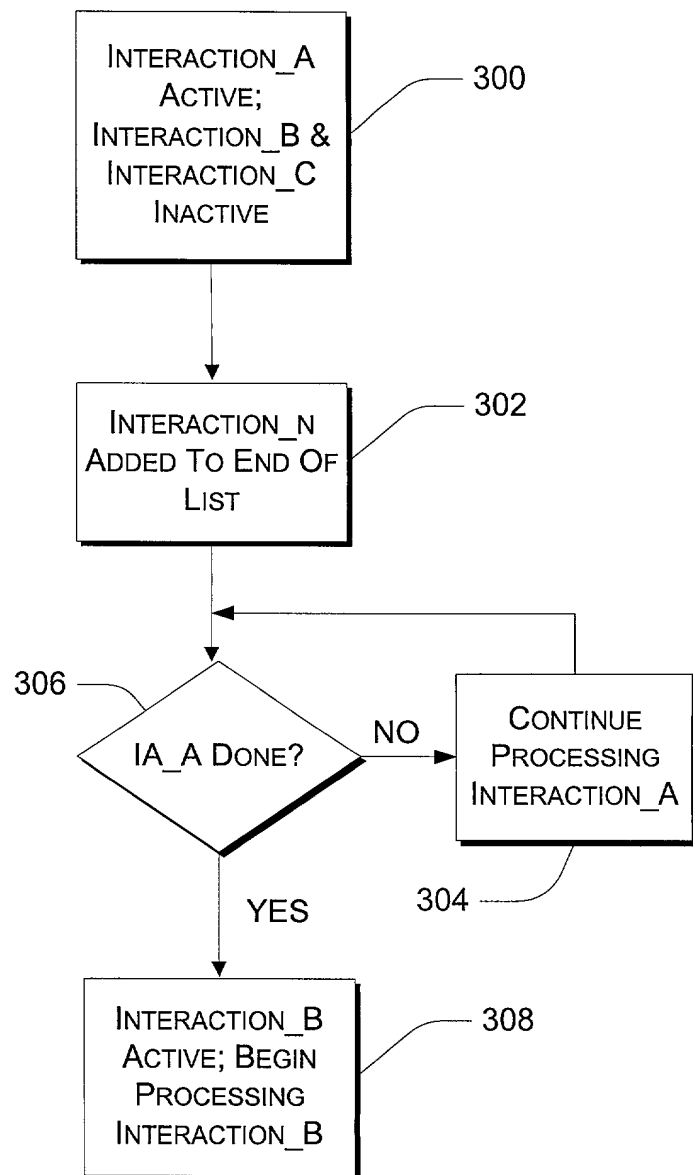 INTERACTION_A
ACTIVE;
INTERACTION_B &
INTERACTION_C
INACTIVE
300
INTERACTION_N
ADDED TO END OF
LIST
302
306
IA_A DONE?
NO
CONTINUE
PROCESSING
INTERACTION_A
304
YES
INTERACTION_B
ACTIVE; BEGIN
PROCESSING
INTERACTION_B
308